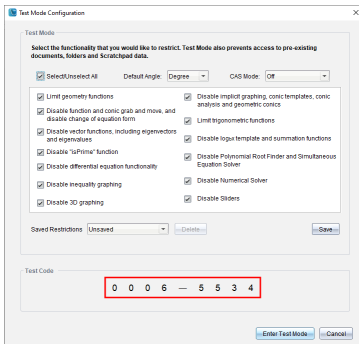 Test Mode Configuration
Test Mode
Select the functionality that you would like to restrict. Test Mode also prevents access to pre-existing
documents, folders and Scratchpad data.
Select/Unselect All Default Angle: Degree CAS Mode: Off
Limit geometry functions
Disable function and conic grab and move, and
disable change of equation form
Disable vector functions, including eigenvectors
and eigenvalues
Disable "isPrime" function
Disable differential equation functionality
Disable inequality graphing
Disable 3D graphing
Disable implicit graphing, conic templates, conic
analysis and geometric conics
Limit trigonometric functions
Disable logbx template and summation functions
Disable Polynomial Root Finder and Simultaneous
Equation Solver
Disable Numerical Solver
Disable Sliders
Saved Restrictions Unsaved Delete Save
Test Code
0 0 0 6 — 5 5 3 4
Enter Test Mode Cancel